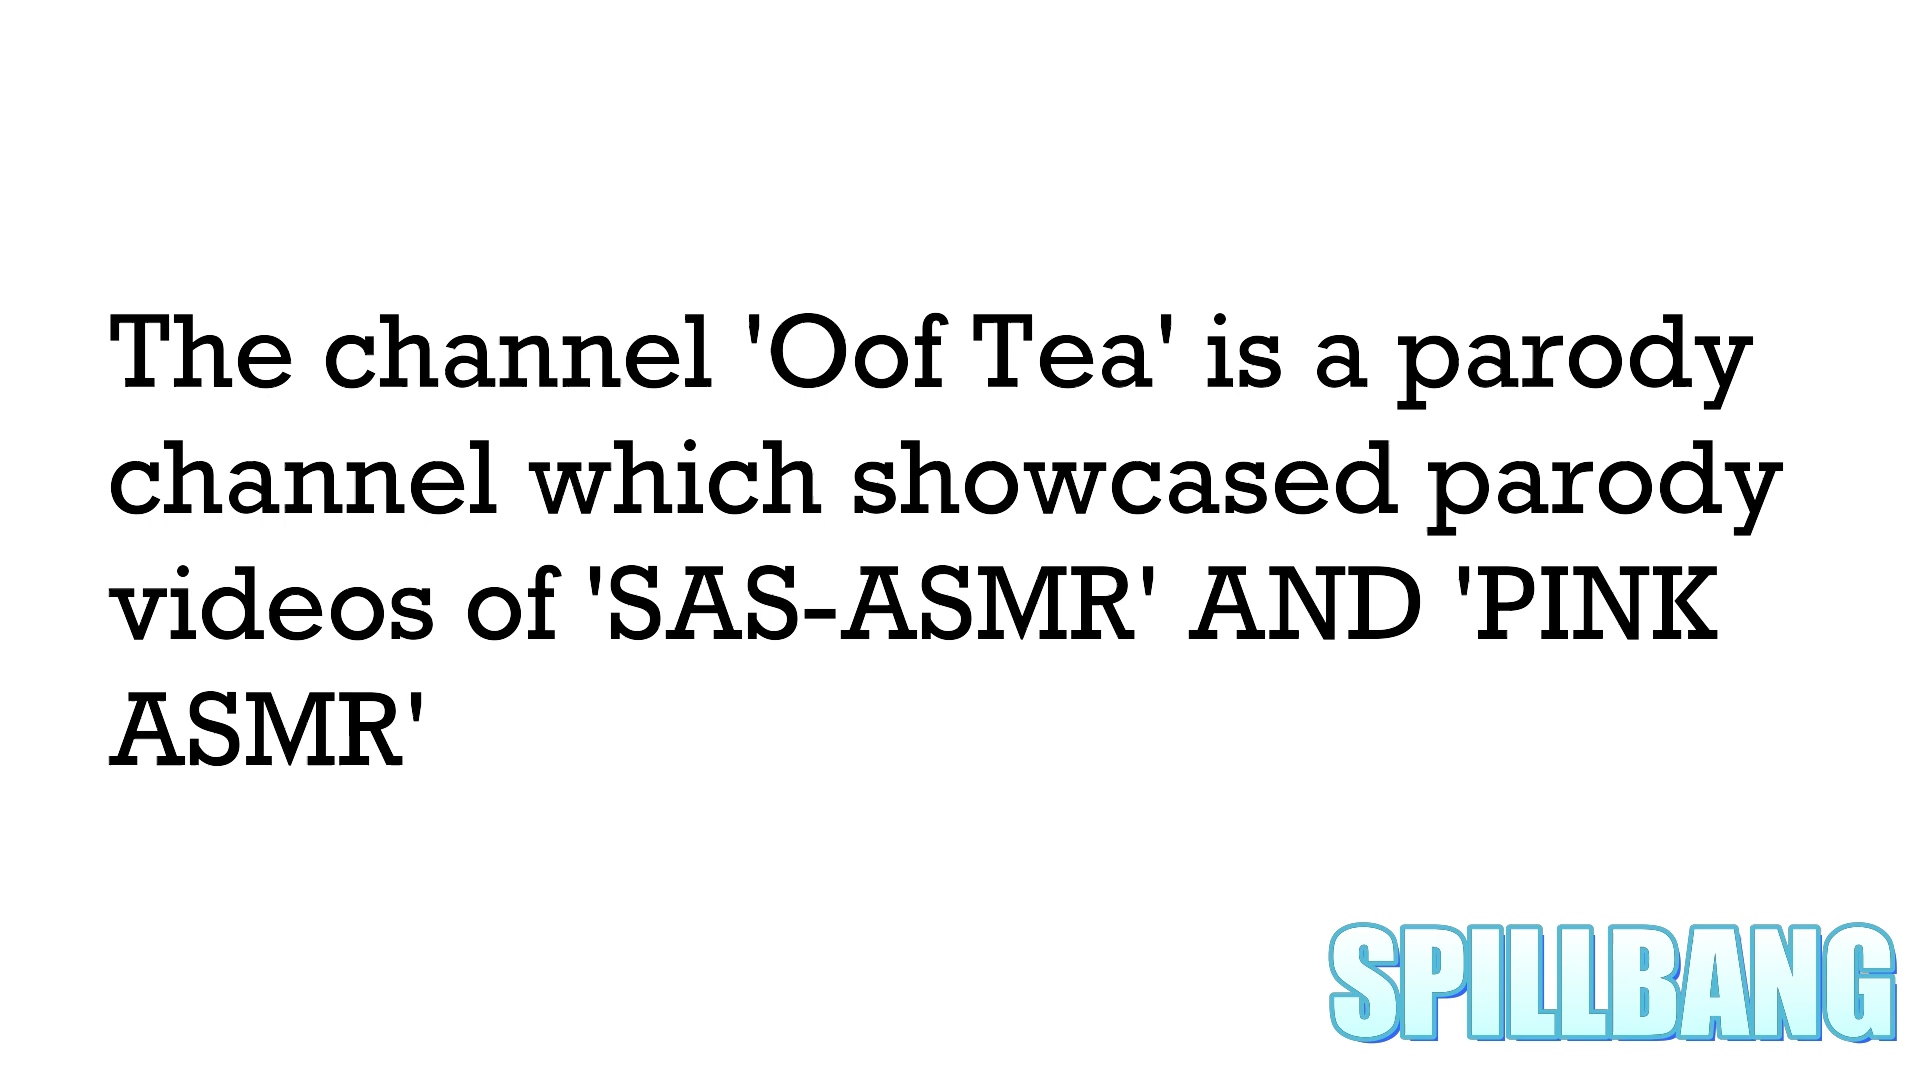 The channel 'Oof Tea' is a parody
channel which showcased parody
videos of 'SAS-ASMR' AND 'PINK
ASMR'
SPILLBANG